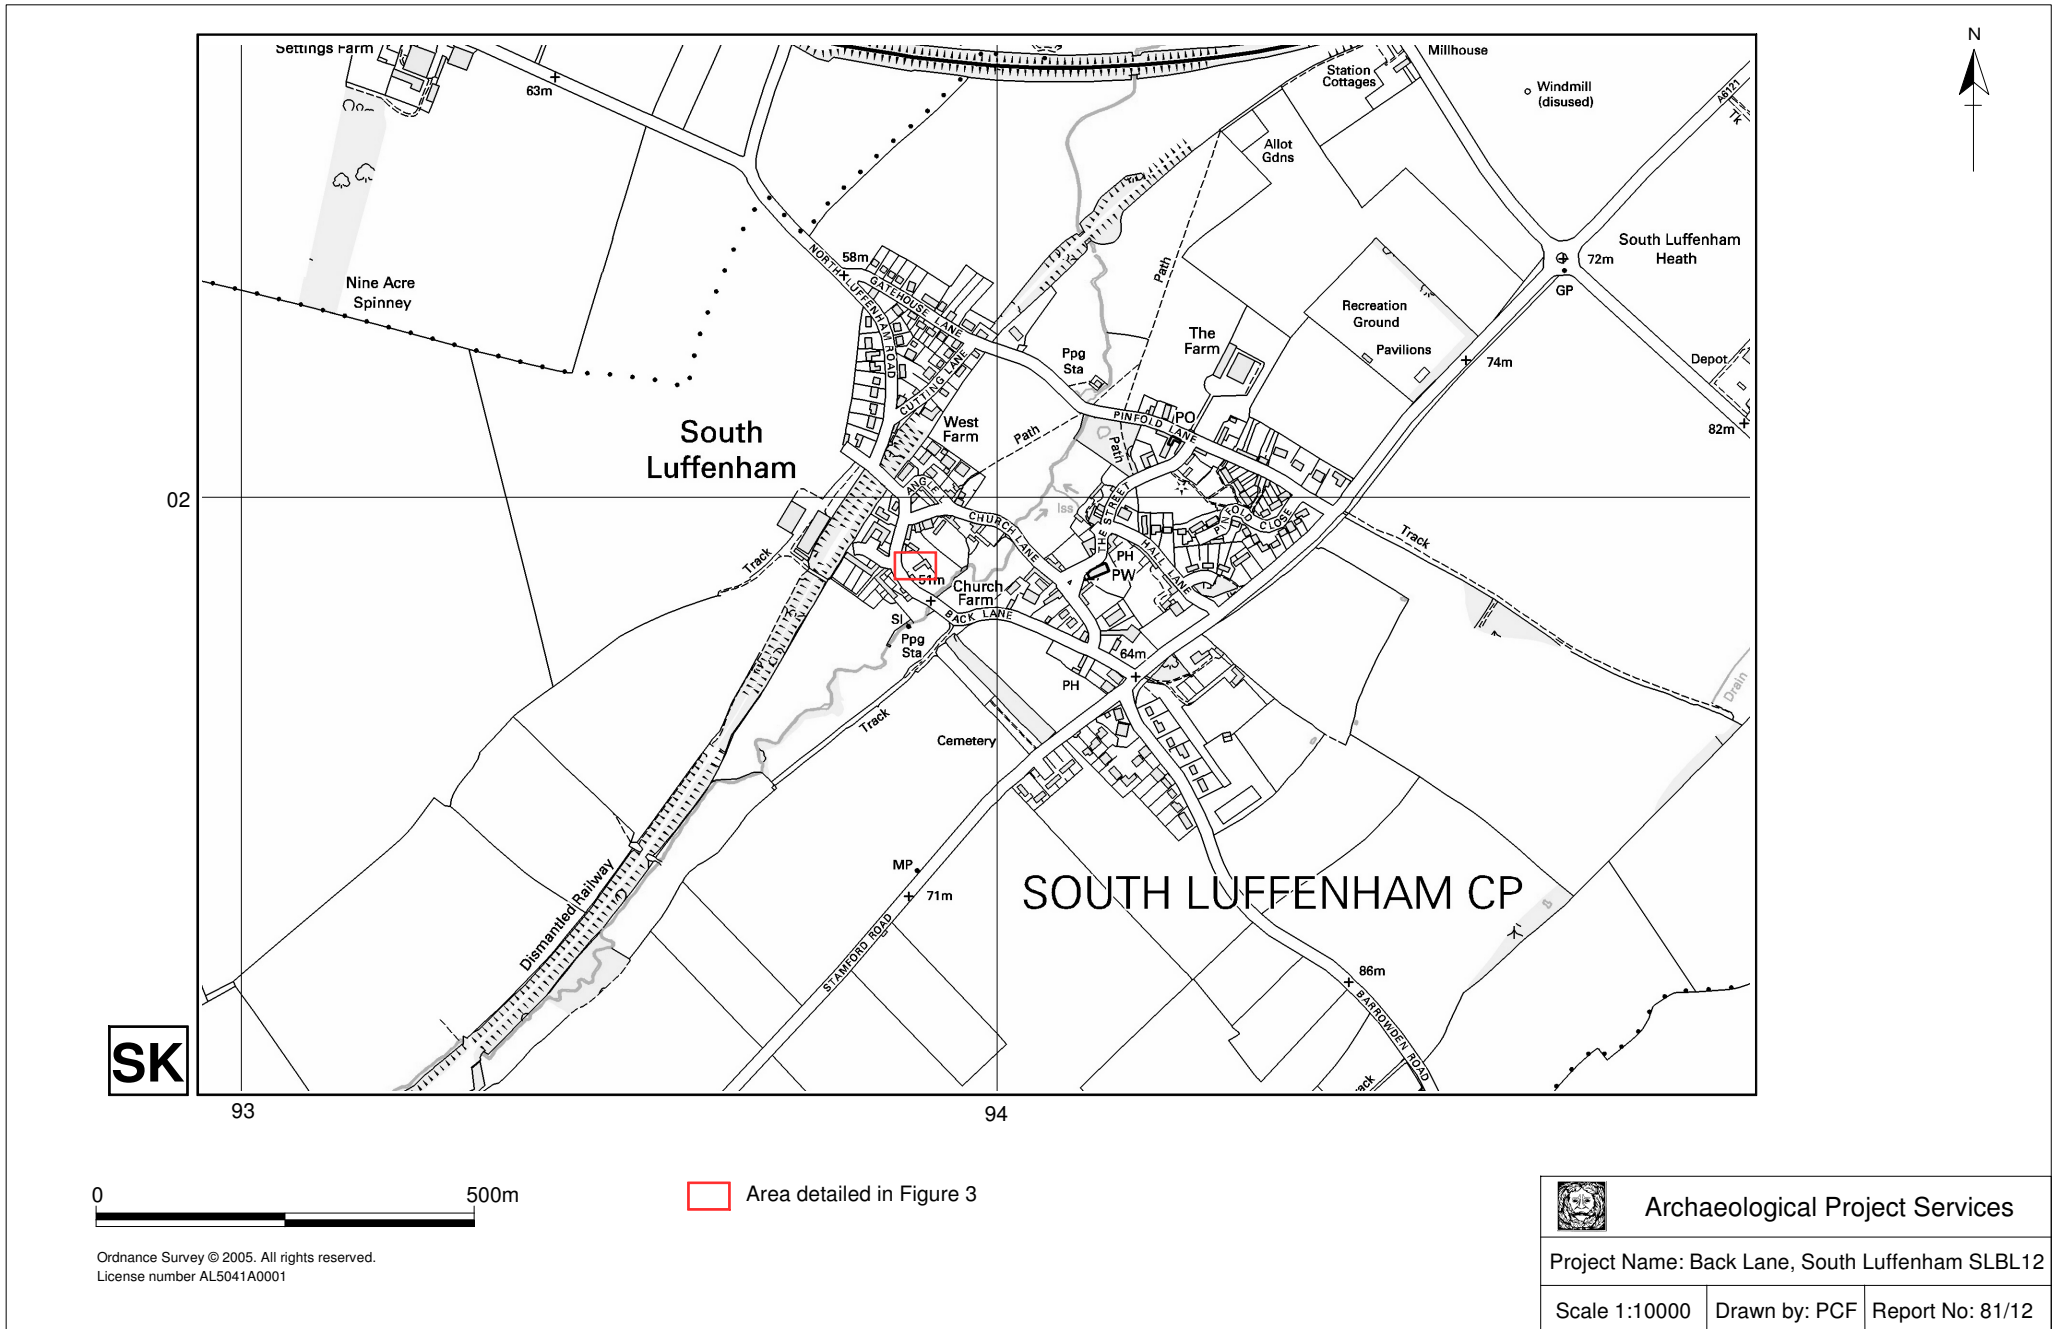 N
Settings Farm
63m
Millhouse
Station
Cottages
Windmill
(disused)
A6121
Tk
Allot
Gdns
Nine Acre
Spinney
58m
NORTH LUFFENHAM ROAD
GATEHOUSE LANE
CUTTING LANE
Path
South Luffenham
Heath
72m
GP
Recreation
Ground
Pavilions
74m
The
Farm
Ppg
Sta
Depot
82m
South
Luffenham
West
Farm
Path
Path
PINFOLD LANE
PO
02
ANGLE
CHURCH LANE
Iss
THE STREET
PINFOLD CLOSE
HALL LANE
PH
PW
Track
Track
51m
Church
Farm
BACK LANE
Sl
Ppg
Sta
64m
PH
Drain
Track
Cemetery
MP
71m
SOUTH LUFFENHAM CP
Dismantled Railway
STAMFORD ROAD
86m
BARROWDEN ROAD
ack
SK
93
94
0
500m
Area detailed in Figure 3
Ordnance Survey © 2005. All rights reserved.
License number AL5041A0001
Archaeological Project Services
Project Name: Back Lane, South Luffenham SLBL12
Scale 1:10000
Drawn by: PCF
Report No: 81/12